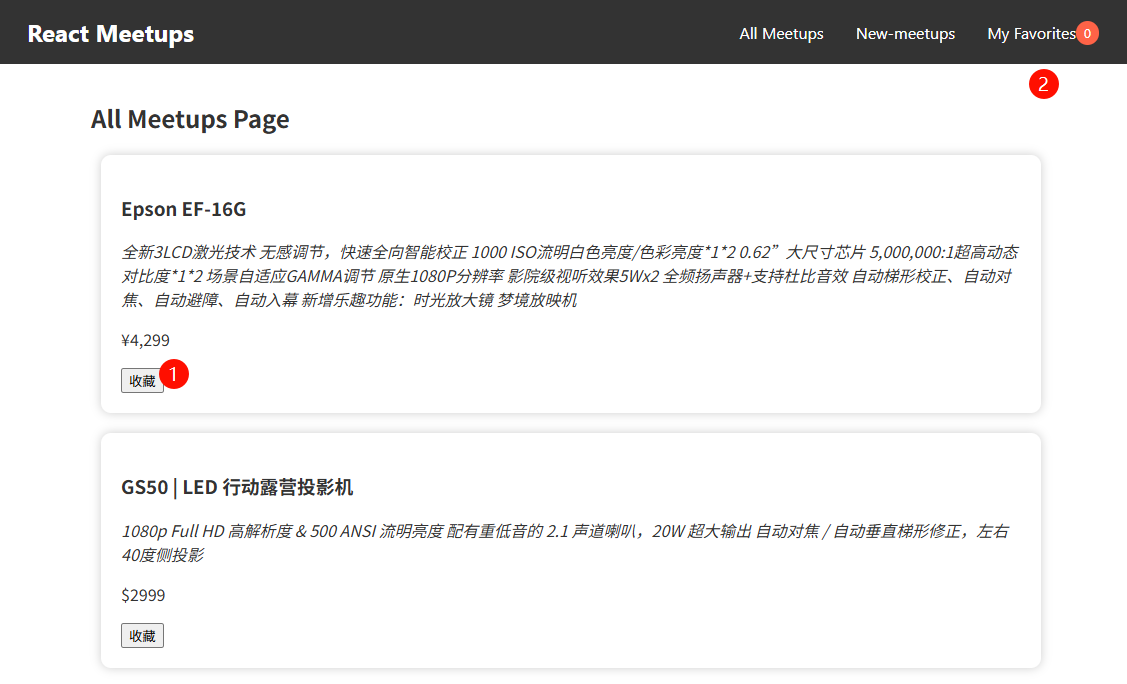 React Meetups
All Meetups
New-meetups
My Favorites 0
2
All Meetups Page
Epson EF-16G
全新3LCD激光技术 无感调节，快速全向智能校正 1000 ISO流明白色亮度/色彩亮度*1*2 0.62”大尺寸芯片 5,000,000:1超高动态
对比度*1*2 场景自适应GAMMA调节 原生1080P分辨率 影院级视听效果5Wx2 全频扬声器+支持杜比音效 自动梯形校正、自动对
焦、自动避障、自动入幕 新增乐趣功能：时光放大镜 梦境放映机
¥4,299
收藏
1
GS50 | LED 行动露营投影机
1080p Full HD 高解析度 & 500 ANSI 流明亮度 配有重低音的 2.1 声道喇叭，20W 超大输出 自动对焦 / 自动垂直梯形修正，左右
40度侧投影
$2999
收藏